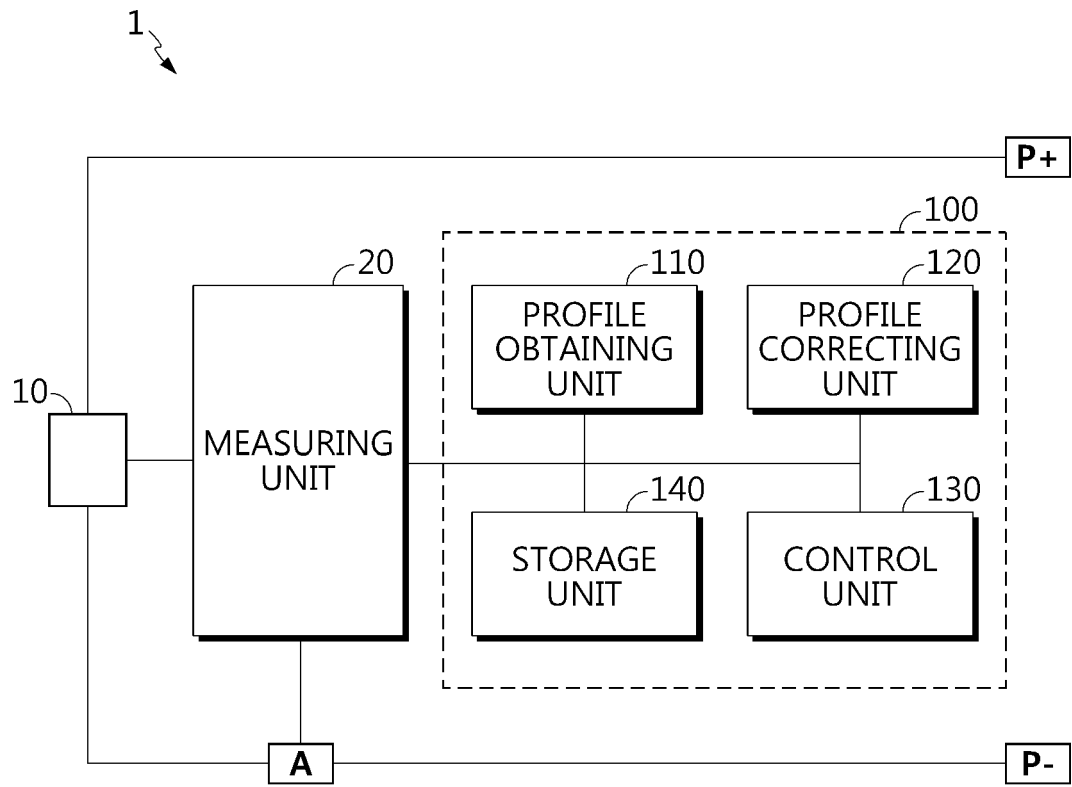 1
P+
100
20
110
120
PROFILE
OBTAINING
UNIT
PROFILE
CORRECTING
UNIT
10
MEASURING
UNIT
140
130
STORAGE
UNIT
CONTROL
UNIT
A
P-